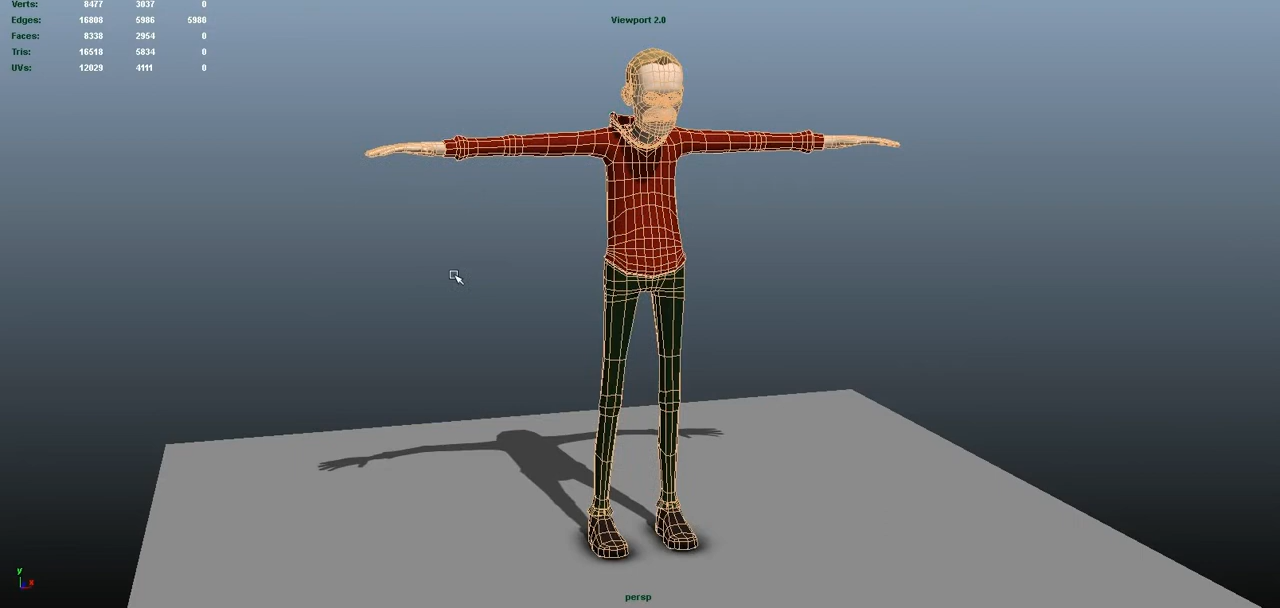 Verts: 8477 3037 0
Viewport 2.0
Edges: 16808 5986 5980
Faces: 8338 2954 0
Tris: 16518 5834 0
UVs: 12029 4111 0
y
x
persp